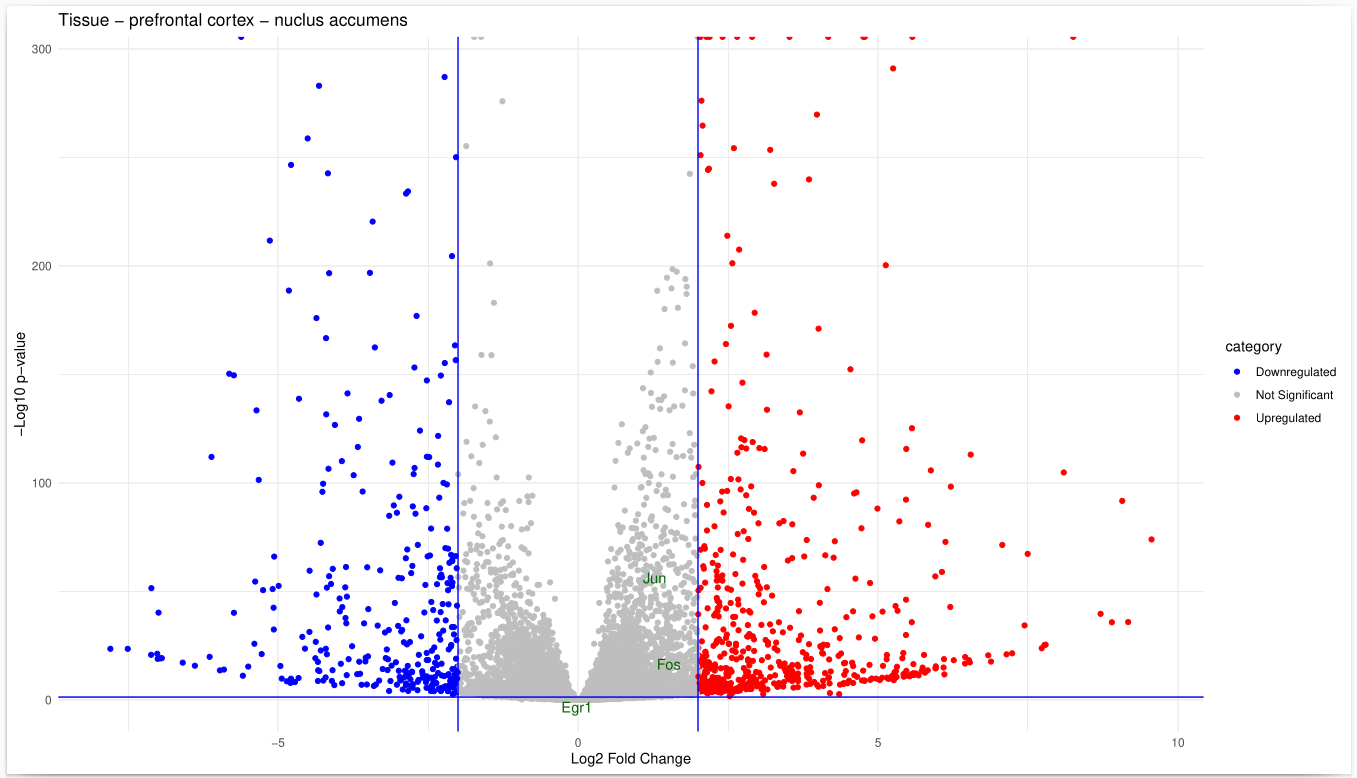 Tissue − prefrontal cortex − nuclus accumens
300
200
100
0
−Log10 p−value
Jun
Fos
Egr1
−5
0
5
10
Log2 Fold Change
category
Downregulated
Not Significant
Upregulated